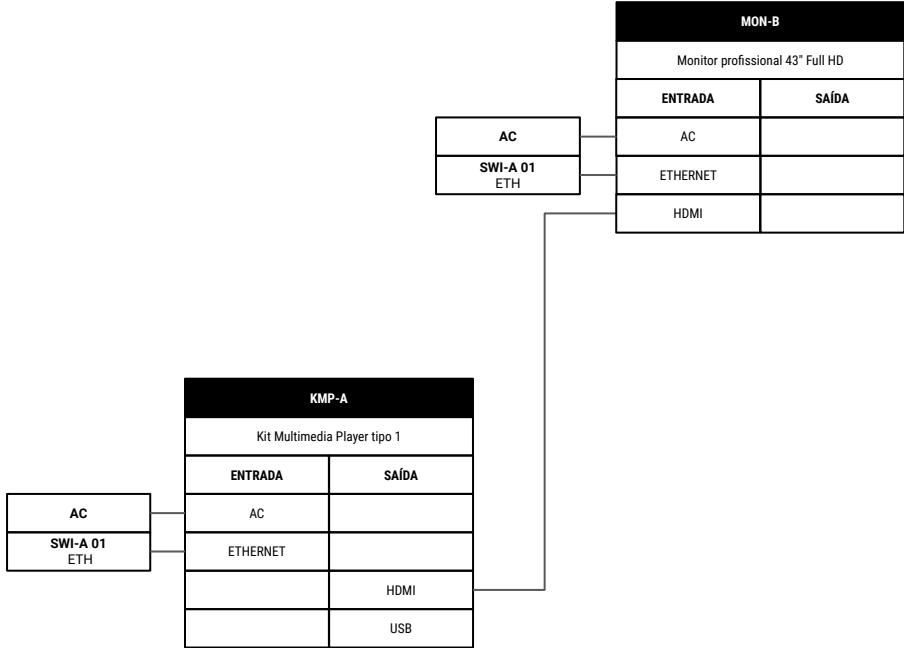 MON-B
Monitor profissional 43" Full HD
ENTRADA SAÍDA
AC AC
SWI-A 01
ETH
ETHERNET
HDMI
KMP-A
Kit Multimedia Player tipo 1
ENTRADA SAÍDA
AC AC
SWI-A 01
ETH
ETHERNET
HDMI
USB